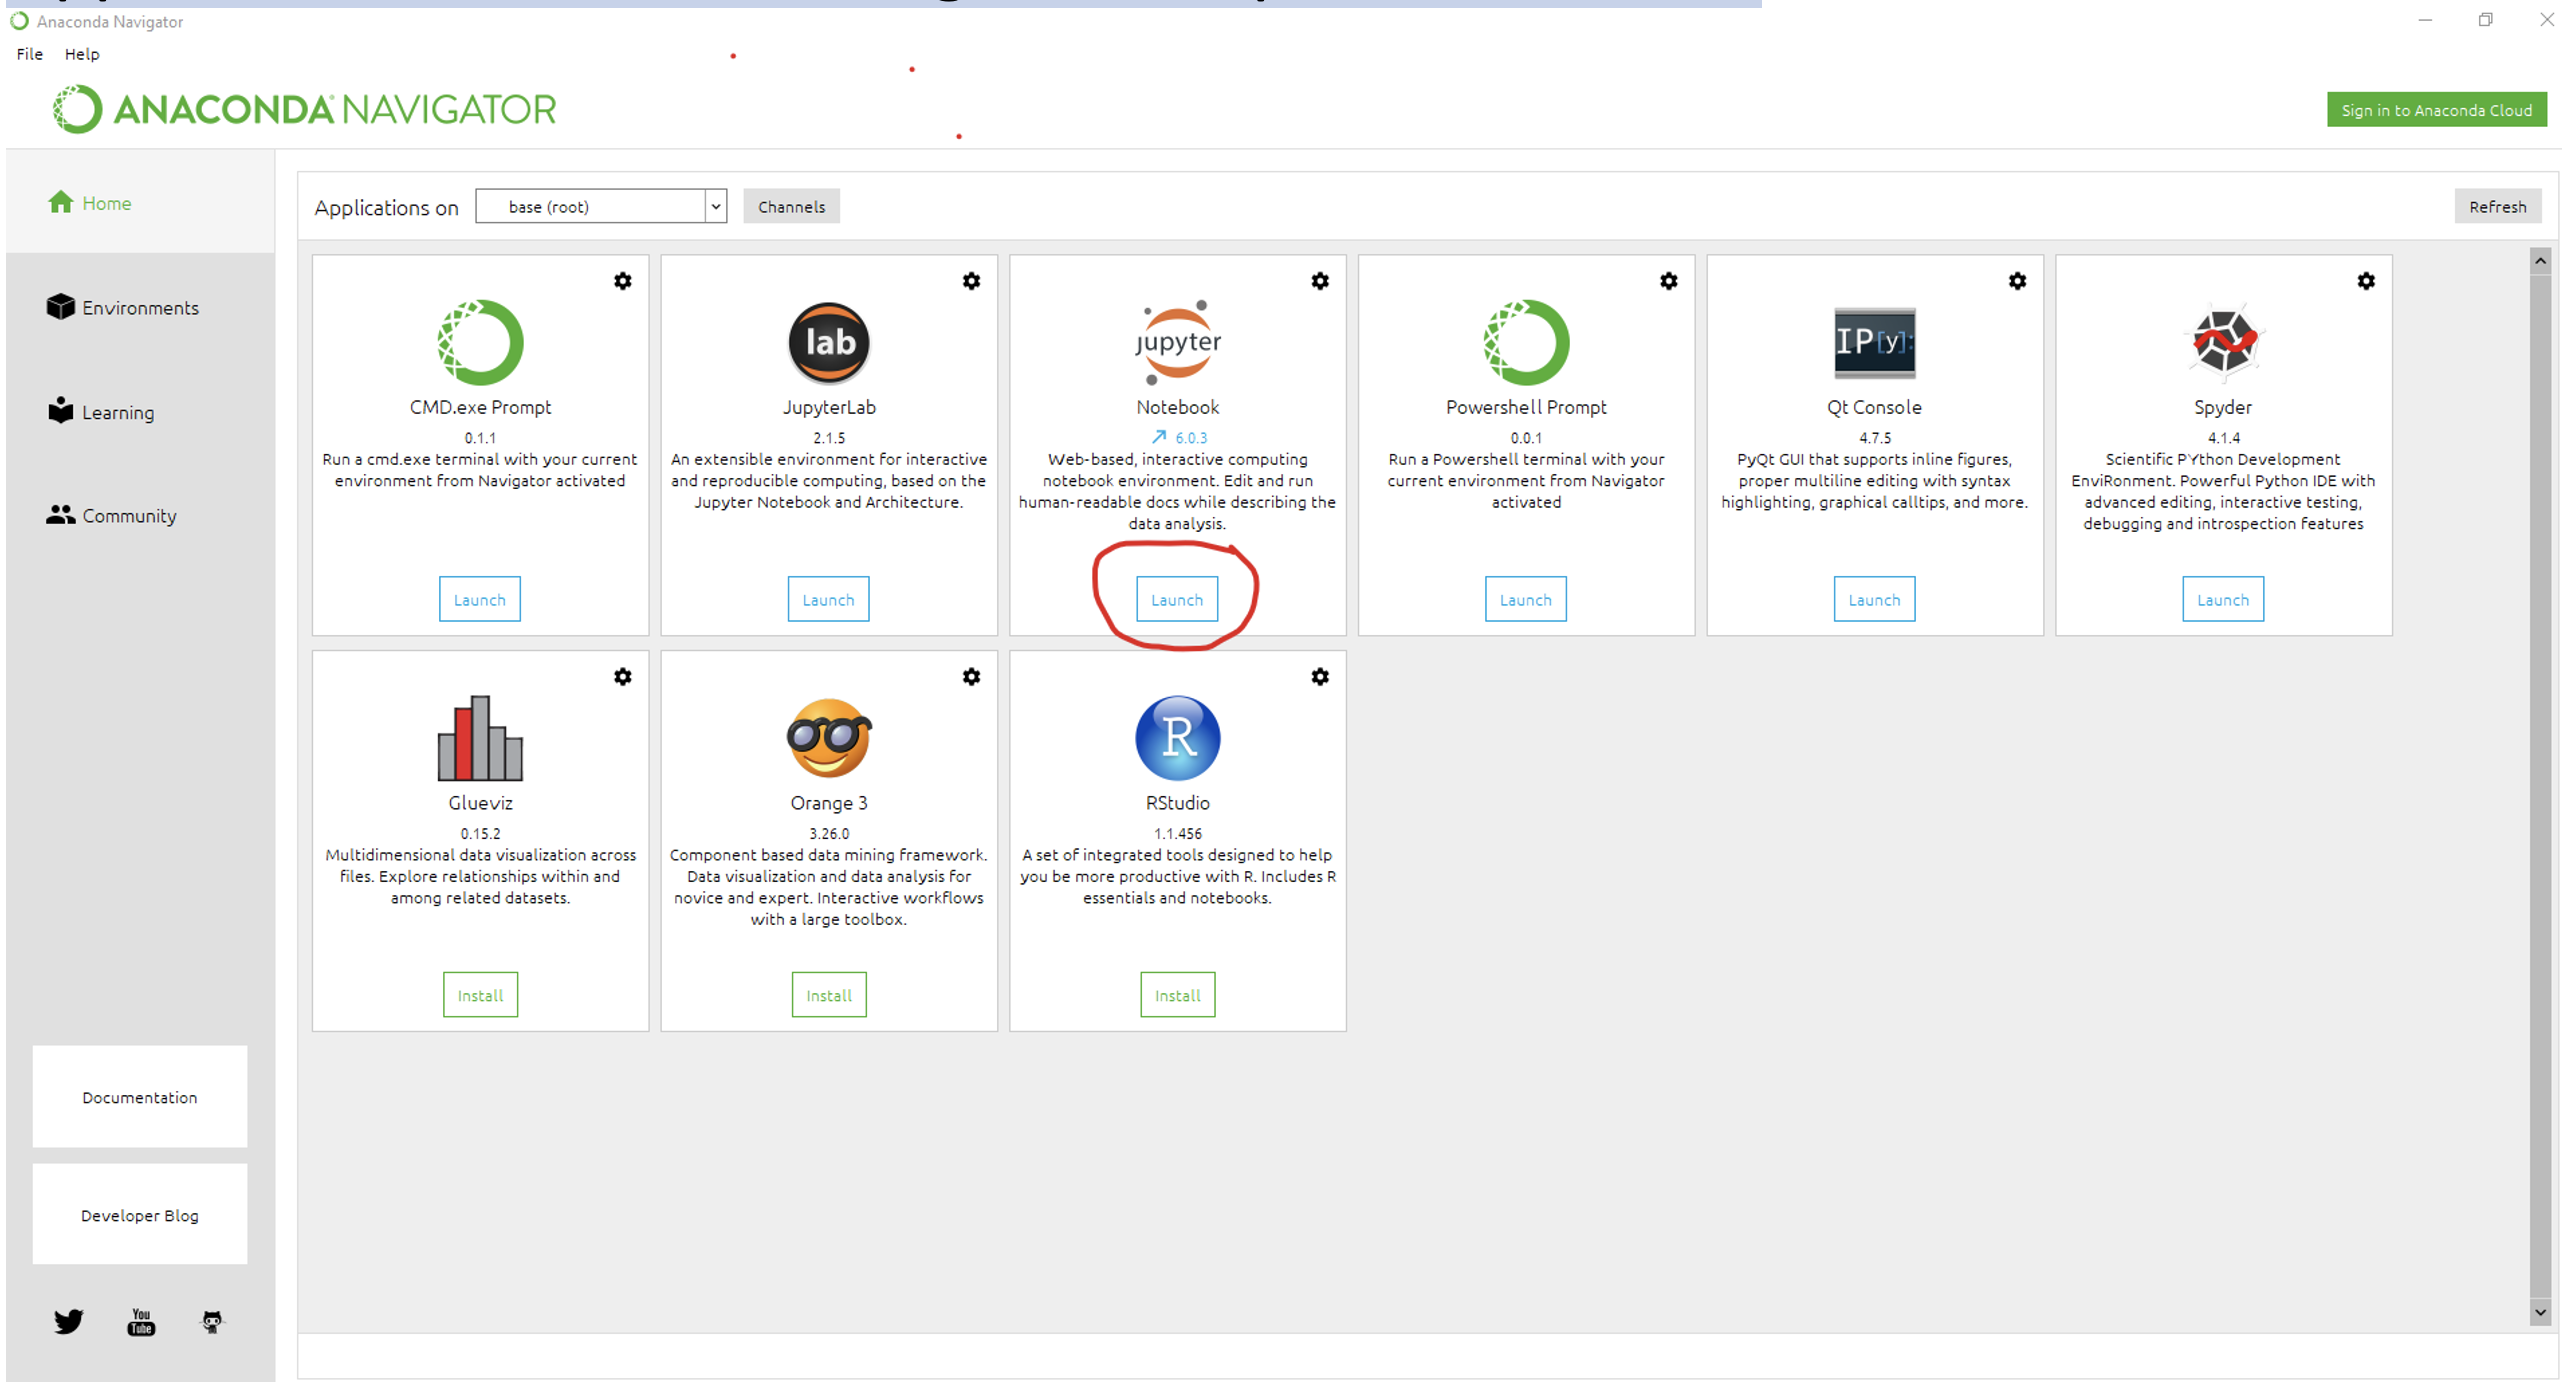 Anaconda Navigator
File Help
ANACONDA NAVIGATOR
Sign in to Anaconda Cloud
Home
Applications on base (root) Channels Refresh
Environments
Learning
Community
CMD.exe Prompt
0.1.1
Run a cmd.exe terminal with your current
environment from Navigator activated
Launch
lab
JupyterLab
2.1.5
An extensible environment for interactive
and reproducible computing, based on the
Jupyter Notebook and Architecture.
Launch
jupyter
Notebook
6.0.3
Web-based, interactive computing
notebook environment. Edit and run
human-readable docs while describing the
data analysis.
Launch
Powershell Prompt
0.0.1
Run a Powershell terminal with your
current environment from Navigator
activated
Launch
IP[y]:
Qt Console
4.7.5
PyQt GUI that supports inline figures,
proper multiline editing with syntax
highlighting, graphical calltips, and more.
Launch
Spyder
4.1.4
Scientific PYthon Development
EnviRonment. Powerful Python IDE with
advanced editing, interactive testing,
debugging and introspection features
Launch
Glueviz
0.15.2
Multidimensional data visualization across
files. Explore relationships within and
among related datasets.
Install
Orange 3
3.26.0
Component based data mining framework.
Data visualization and data analysis for
novice and expert. Interactive workflows
with a large toolbox.
Install
R
RStudio
1.1.456
A set of integrated tools designed to help
you be more productive with R. Includes R
essentials and notebooks.
Install
Documentation
Developer Blog
You
Tube